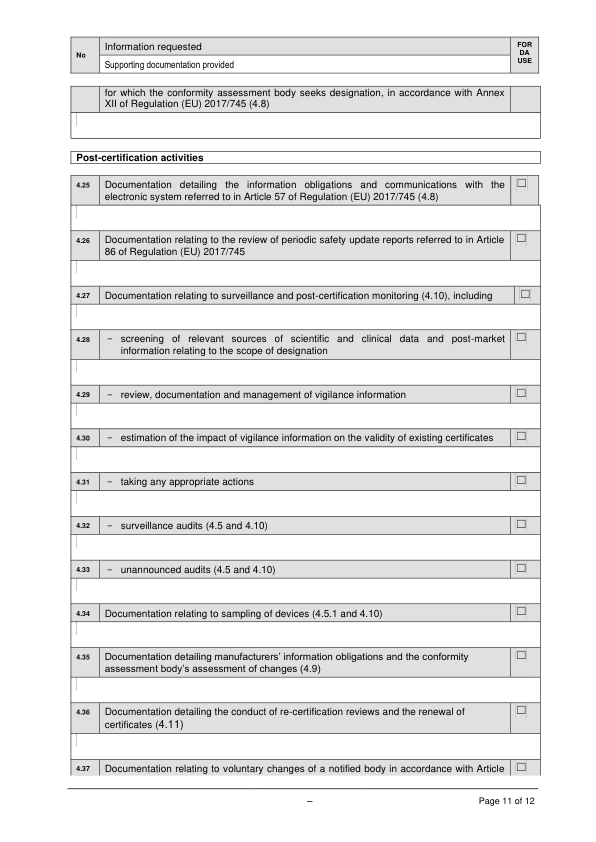 No
Information requested
FOR
DA
USE
Supporting documentation provided
for which the conformity assessment body seeks designation, in accordance with Annex
XII of Regulation (EU) 2017/745 (4.8)
Post-certification activities
4.25 Documentation detailing the information obligations and communications with the
electronic system referred to in Article 57 of Regulation (EU) 2017/745 (4.8)
4.26 Documentation relating to the review of periodic safety update reports referred to in Article
86 of Regulation (EU) 2017/745
4.27 Documentation relating to surveillance and post-certification monitoring (4.10), including
4.28 – screening of relevant sources of scientific and clinical data and post-market
information relating to the scope of designation
4.29 – review, documentation and management of vigilance information
4.30 – estimation of the impact of vigilance information on the validity of existing certificates
4.31 – taking any appropriate actions
4.32 – surveillance audits (4.5 and 4.10)
4.33 – unannounced audits (4.5 and 4.10)
4.34 Documentation relating to sampling of devices (4.5.1 and 4.10)
4.35 Documentation detailing manufacturers' information obligations and the conformity
assessment body's assessment of changes (4.9)
4.36 Documentation detailing the conduct of re-certification reviews and the renewal of
certificates (4.11)
4.37 Documentation relating to voluntary changes of a notified body in accordance with Article
– Page 11 of 12